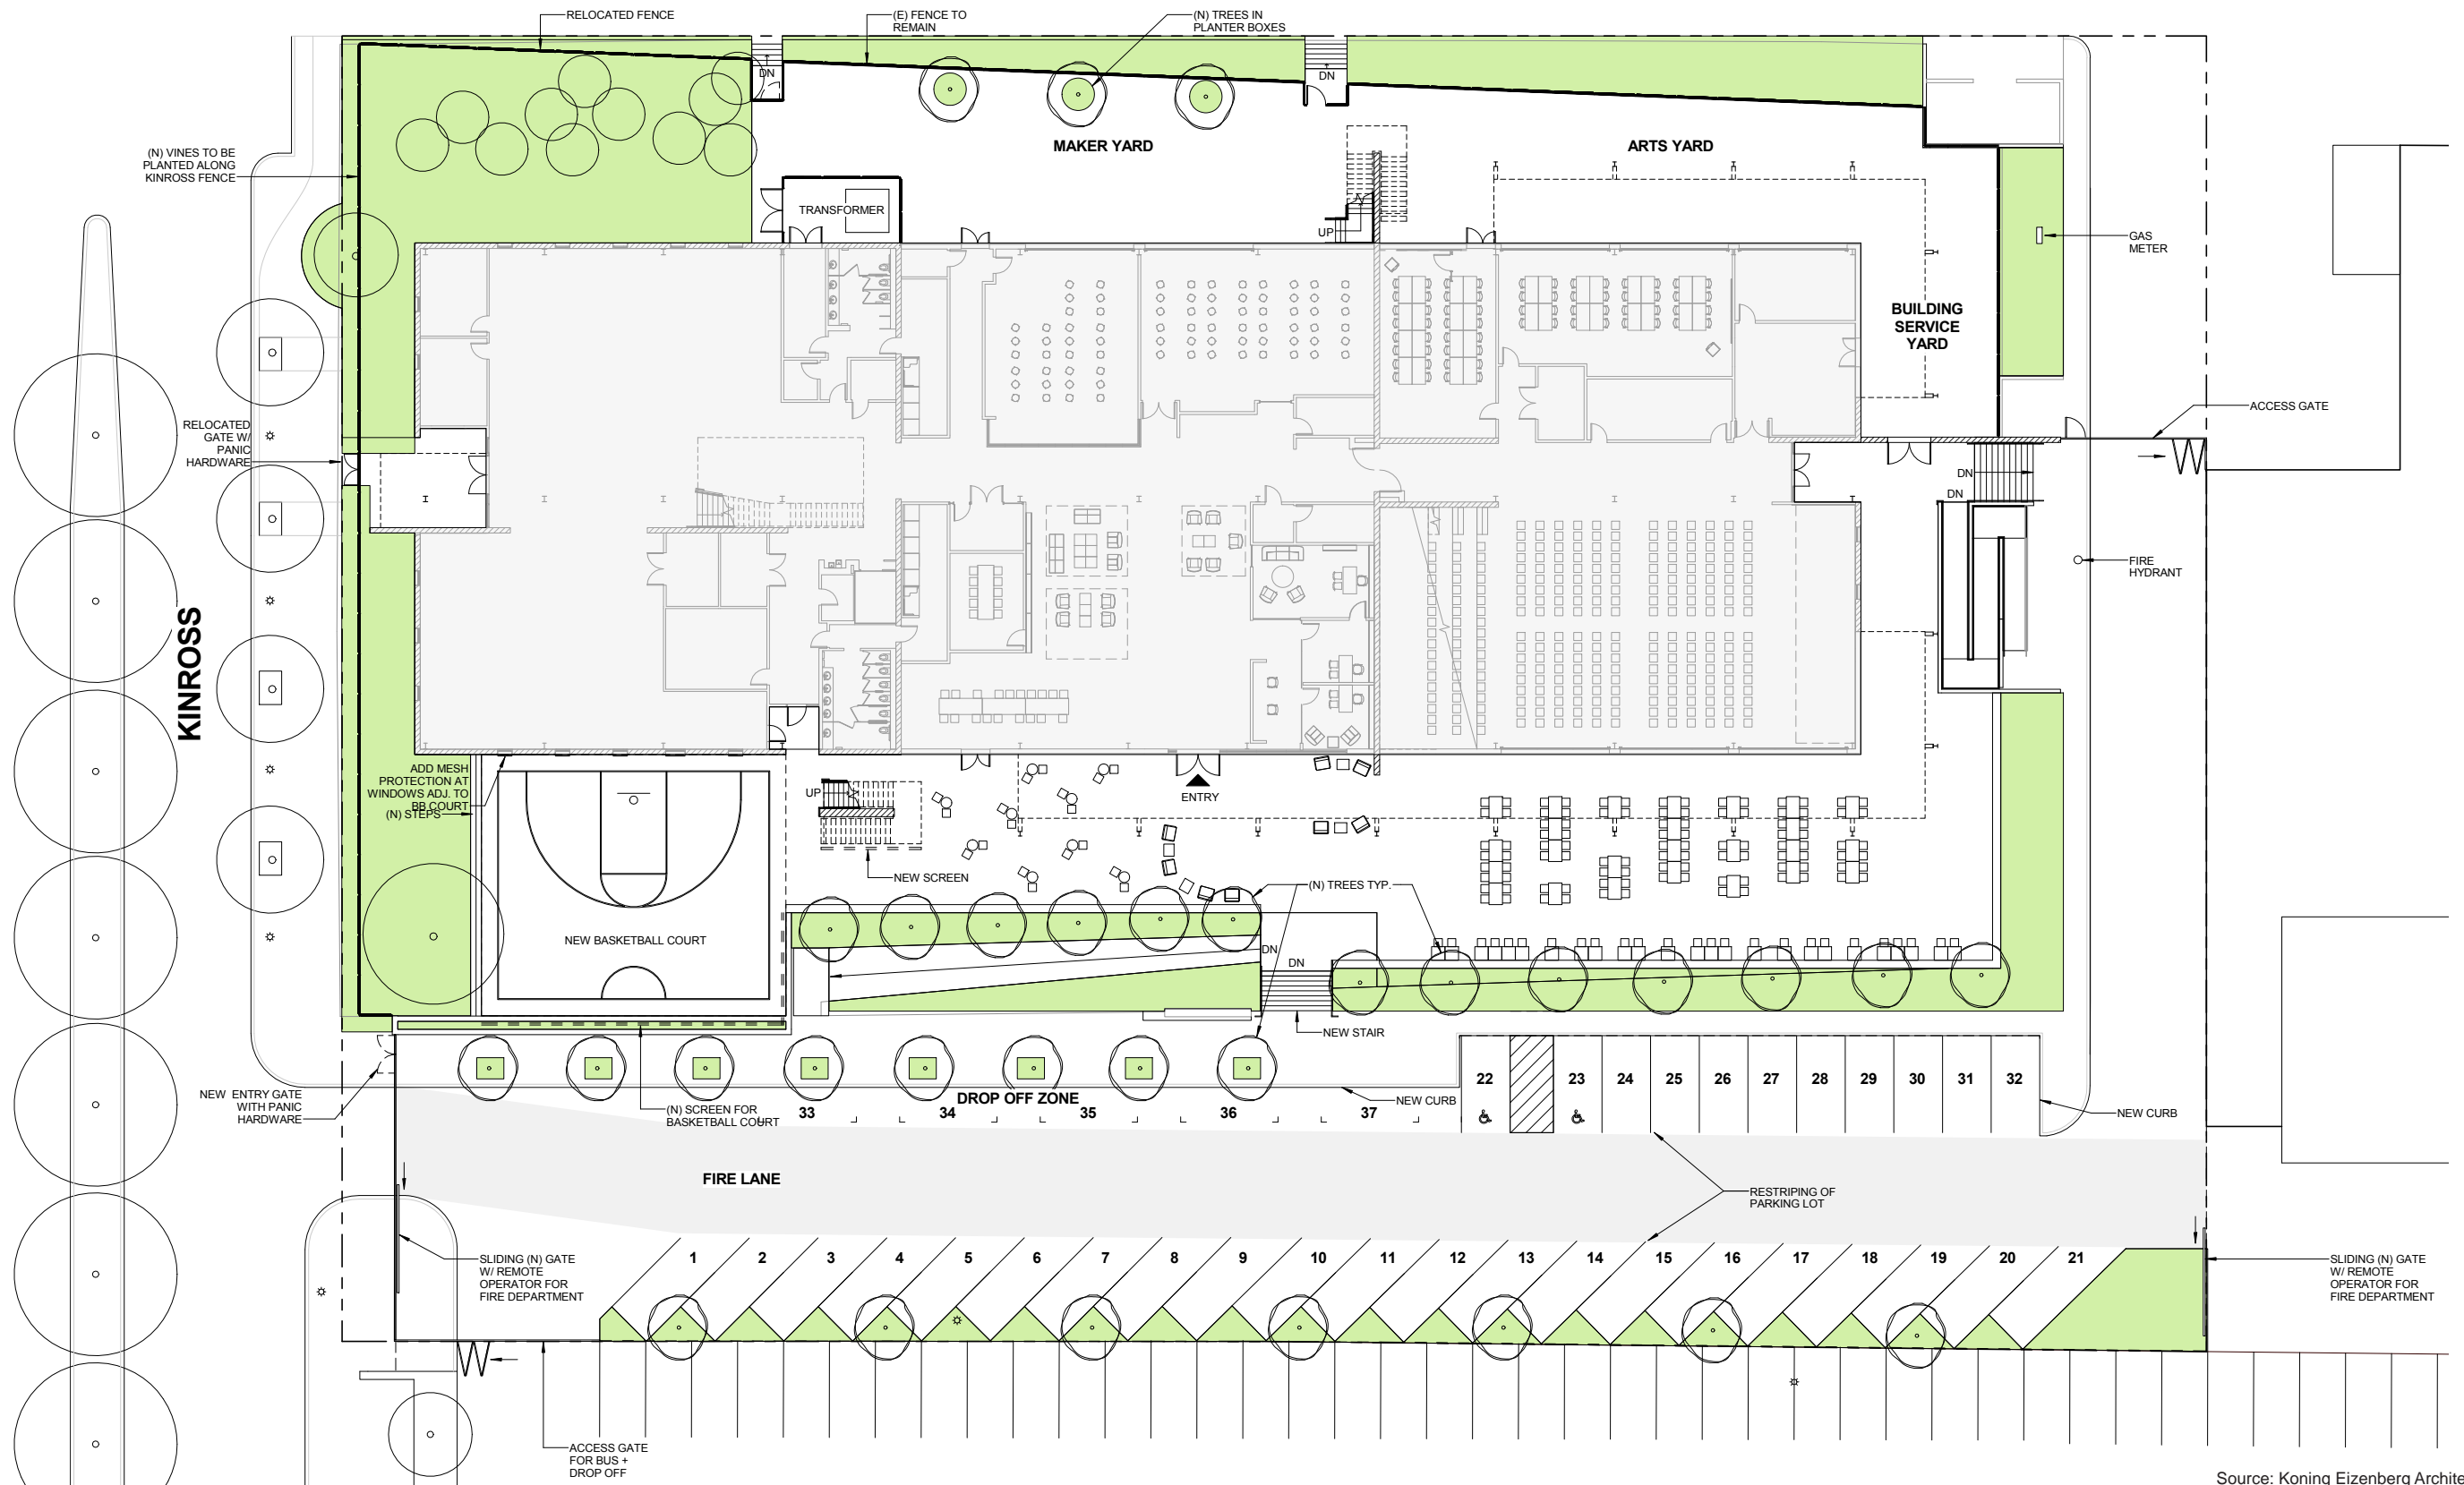 RELOCATED FENCE
(E) FENCE TO
REMAIN
(N) TREES IN
PLANTER BOXES
DN
DN
MAKER YARD
ARTS YARD
(N) VINES TO BE
PLANTED ALONG
KINROSS FENCE
TRANSFORMER
UP
GAS
METER
BUILDING
SERVICE
YARD
ACCESS GATE
RELOCATED
GATE W/
PANIC
HARDWARE
DN
DN
FIRE
HYDRANT
KINROSS
ADD MESH
PROTECTION AT
WINDOWS ADJ. TO
BB COURT
(N) STEPS
UP
ENTRY
NEW SCREEN
(N) TREES TYP.
NEW BASKETBALL COURT
DN
DN
NEW STAIR
NEW ENTRY GATE
WITH PANIC
HARDWARE
(N) SCREEN FOR
BASKETBALL COURT
DROP OFF ZONE
33 34 35 36 37
NEW CURB
22 23 24 25 26 27 28 29 30 31 32
NEW CURB
FIRE LANE
RESTRIPING OF
PARKING LOT
SLIDING (N) GATE
W/ REMOTE
OPERATOR FOR
FIRE DEPARTMENT
1 2 3 4 5 6 7 8 9 10 11 12 13 14 15 16 17 18 19 20 21
SLIDING (N) GATE
W/ REMOTE
OPERATOR FOR
FIRE DEPARTMENT
ACCESS GATE
FOR BUS +
DROP OFF
Source: Koning Eizenberg Archite